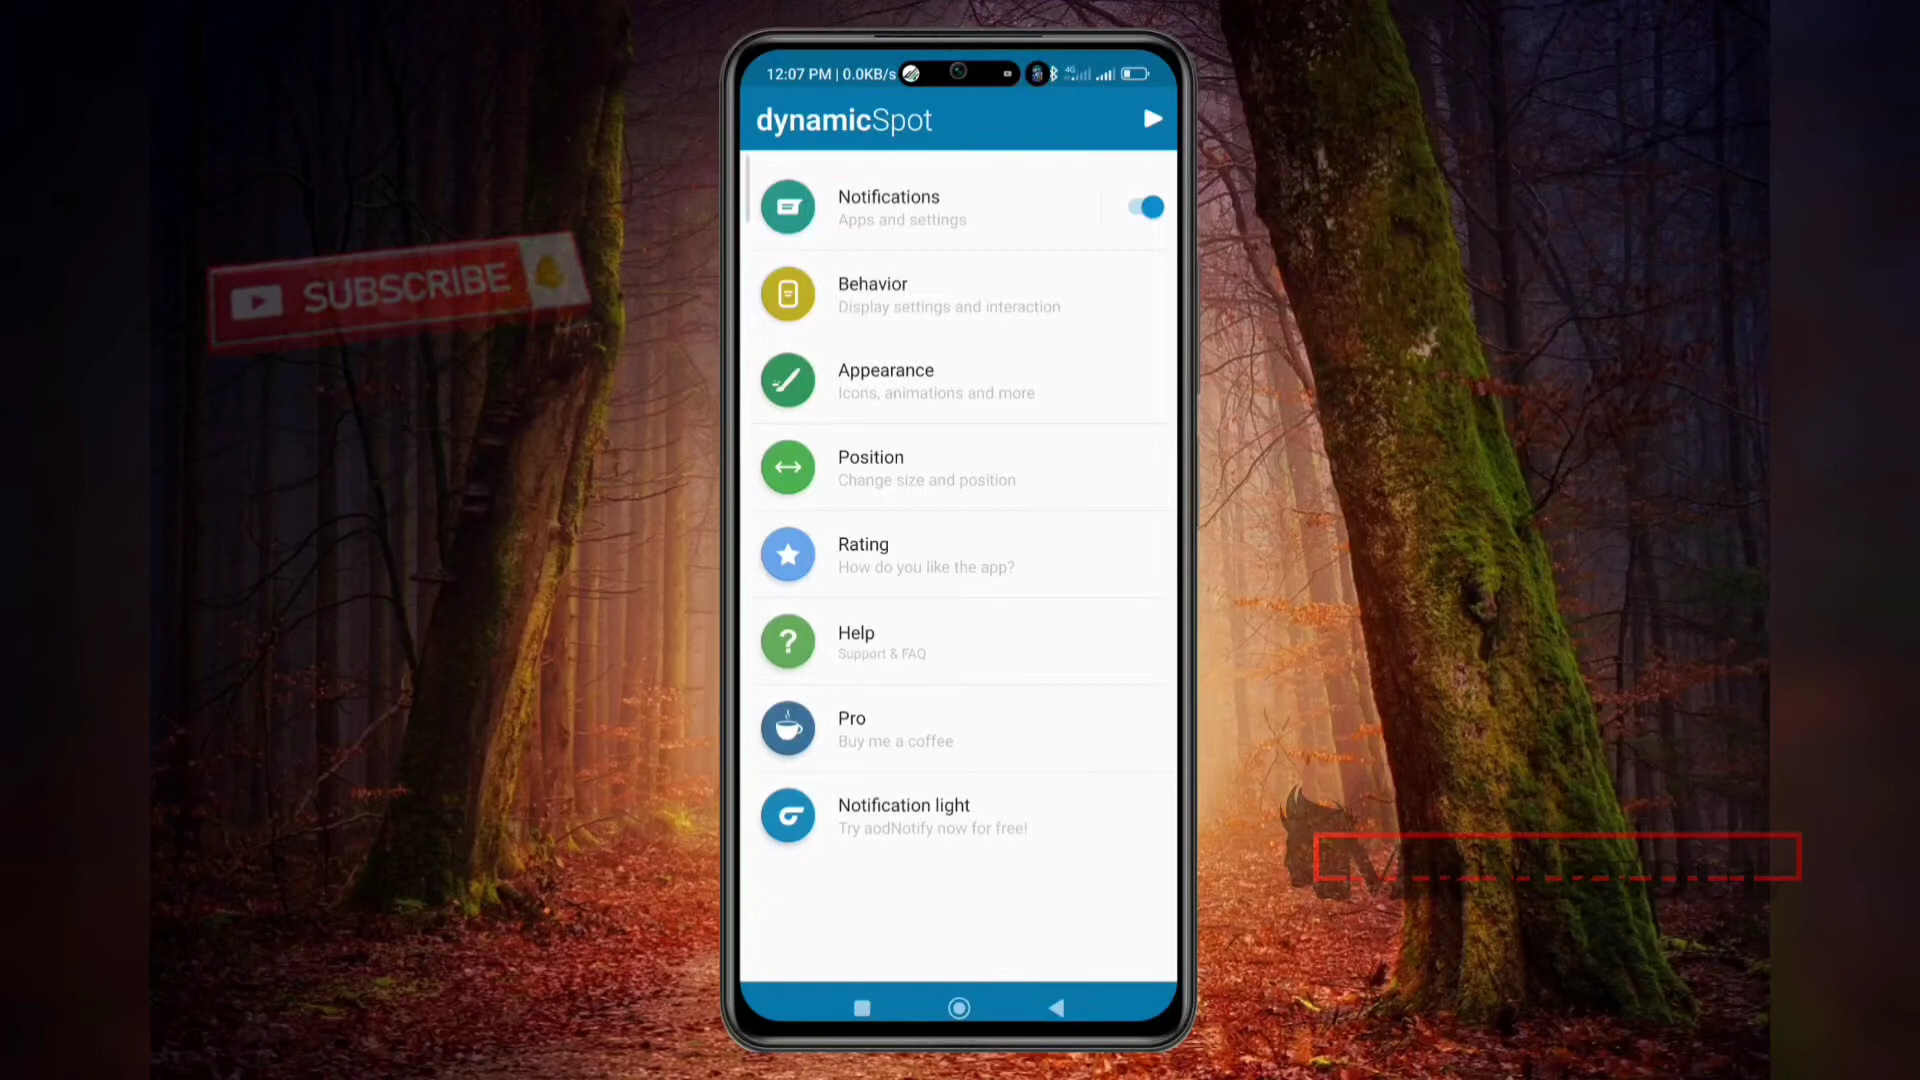 SUBSCRIBE
12:07 PM | 0.0KB/s
4G
dynamicSpot
Notifications
Apps and settings
Behavior
Display settings and interaction
Appearance
Icons, animations and more
Position
Change size and position
Rating
How do you like the app?
Help
Support & FAQ
Pro
Buy me a coffee
Notification light
Try aodNotify now for free!